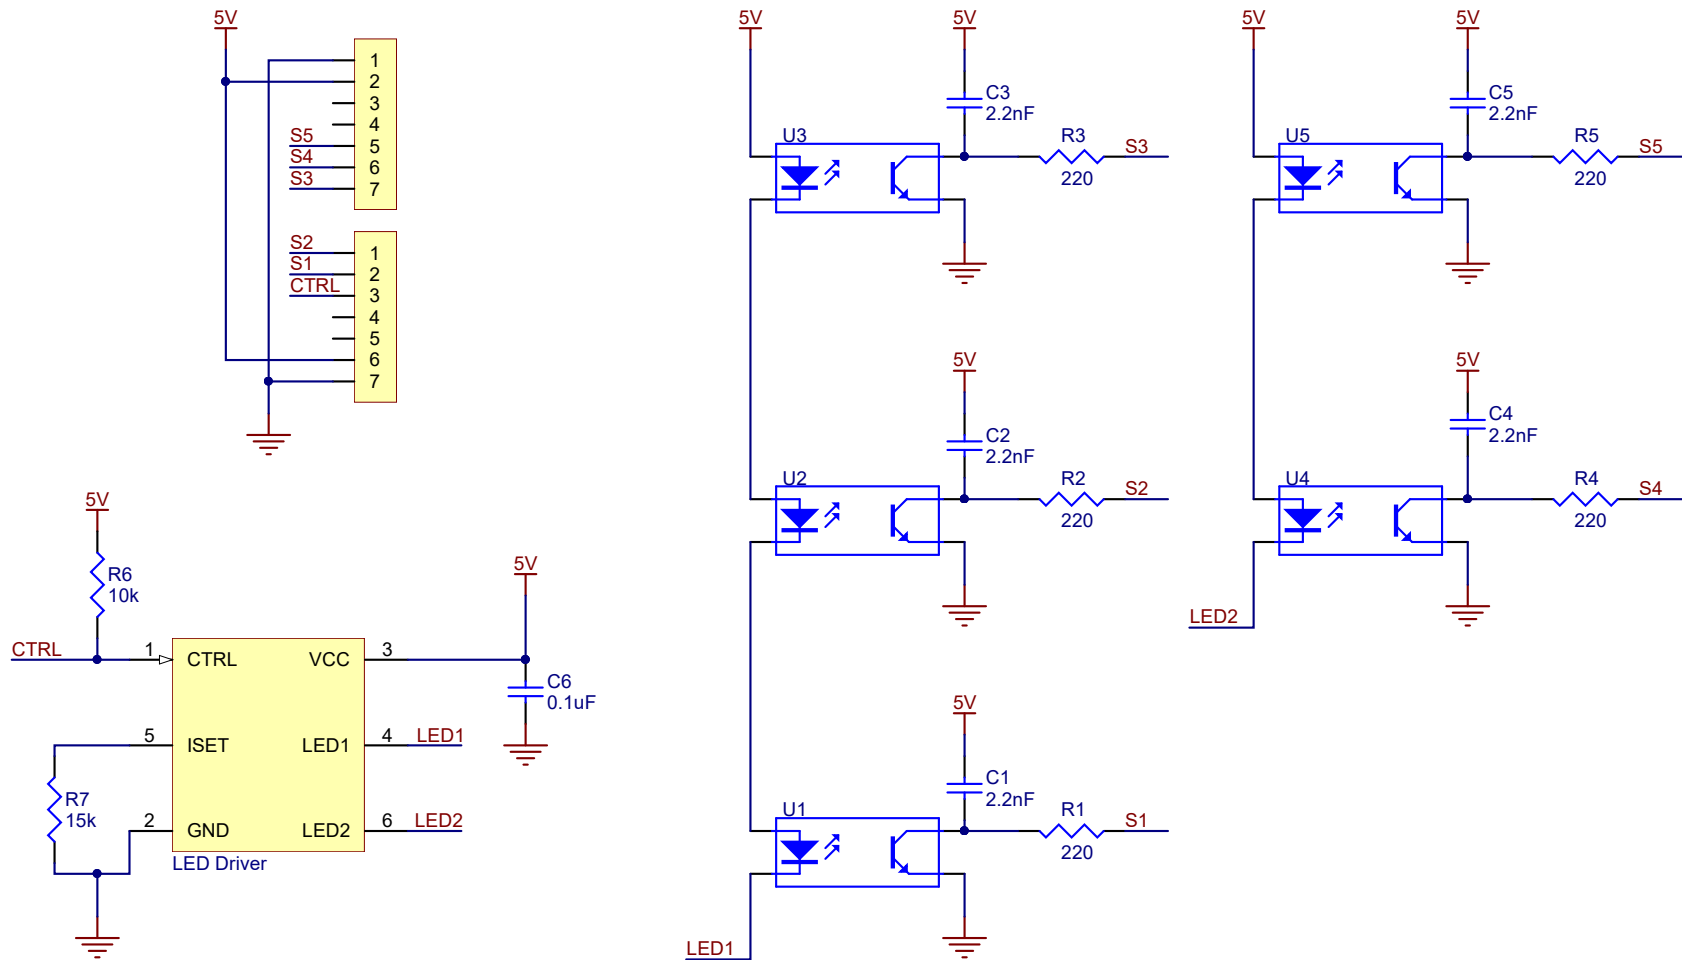 5V
1
2
3
4
S5 5
S4 6
S3 7
S2 1
S1 2
CTRL 3
4
5
6
7
5V
R6
10k
5V
CTRL 1 CTRL VCC 3
C6
0.1uF
5 ISET LED1 4 LED1
R7
15k
2 GND LED2 6 LED2
LED Driver
5V 5V
C3
2.2nF
U3 R3 S3
220
5V
C2
2.2nF
U2 R2 S2
220
5V
C1
2.2nF
U1 R1 S1
220
LED1
5V 5V
C5
2.2nF
U5 R5 S5
220
5V
C4
2.2nF
U4 R4 S4
220
LED2